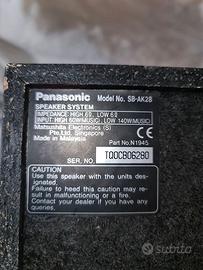 Panasonic Model No. SB-AK28
SPEAKER SYSTEM
IMPEDANCE: HIGH 6Ω, LOW 6Ω
INPUT: HIGH 60W(MUSIC) LOW 140W(MUSIC)
Matsushita Electronics (S)
Pte.Ltd. Singapore
Made in Malaysia
Part No.N1945
SER. NO. TQ0CB06280
CAUTION:
Use this speaker with the units des-
ignated.
Failure to heed this caution may re-
sult in malfunctioning or a fire.
Contact your dealer if you have any
questions.
subito